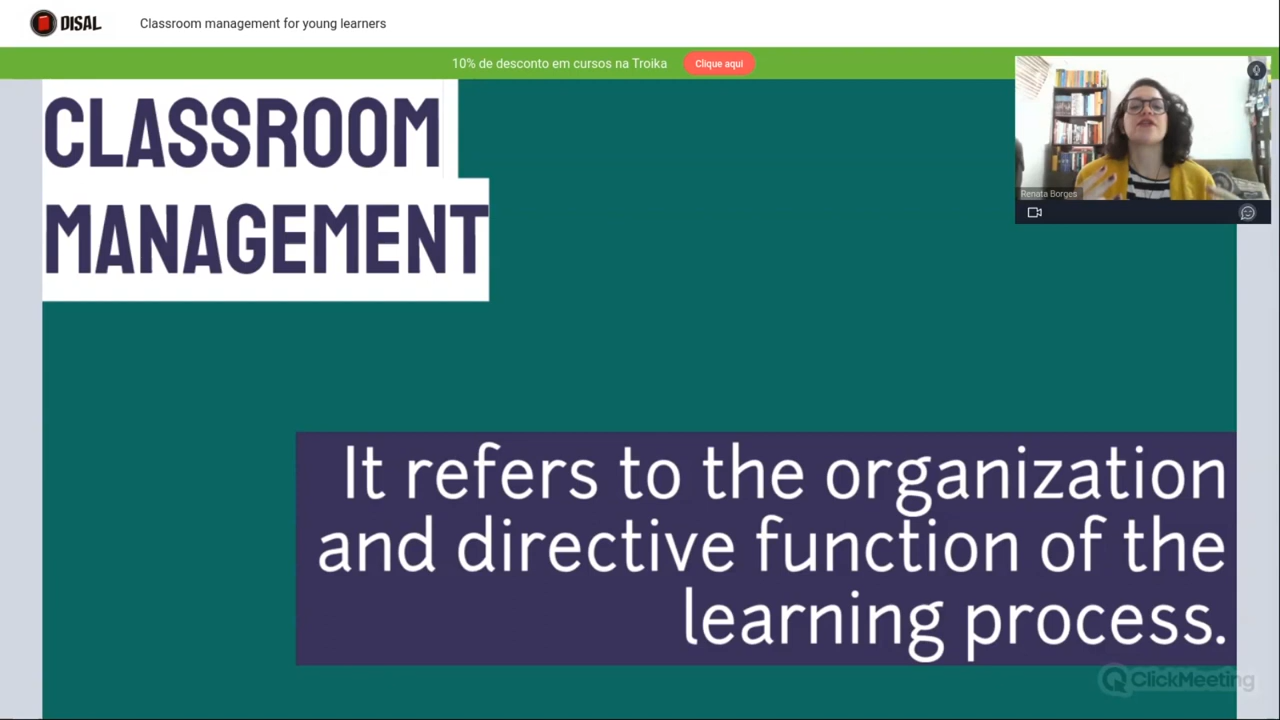 DISAL
Classroom management for young learners
10% de desconto em cursos na Troika
Clique aqui
CLASSROOM
MANAGEMENT
Renata Borges
It refers to the organization
and directive function of the
learning process.
ClickMeeting